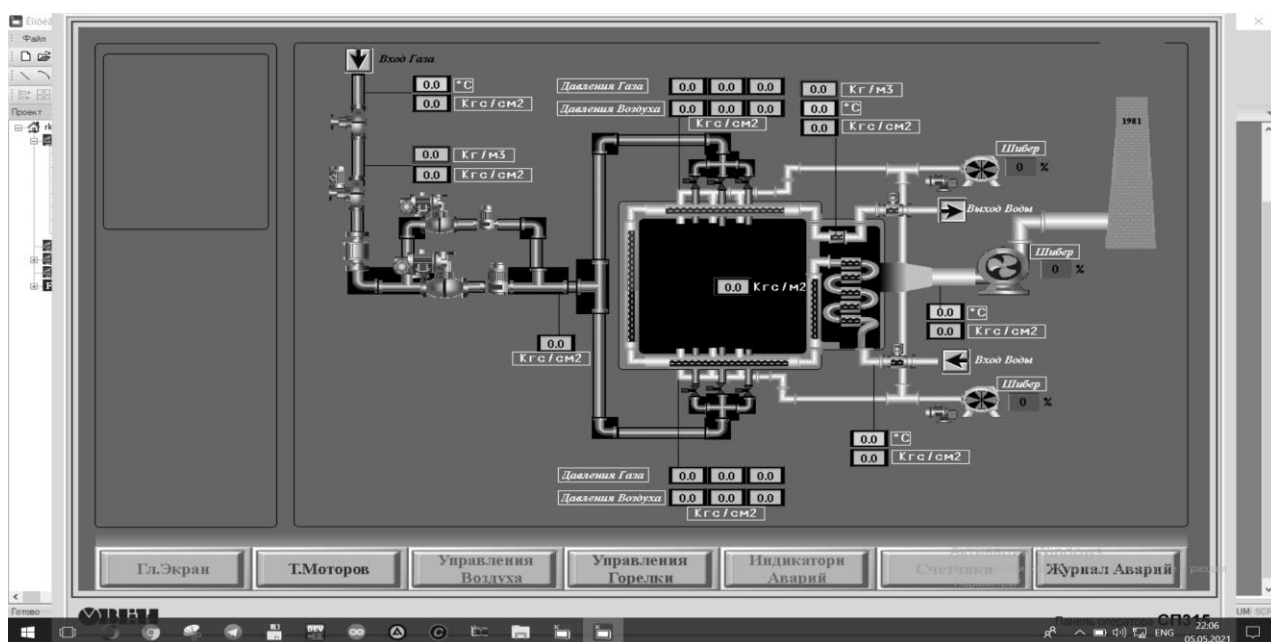 Файл
Проект
Готово
Вход Газа
0.0 °C
0.0 Кгс/см2
0.0 Кг/м3
0.0 Кгс/см2
Давления Газа 0.0 0.0 0.0
Давления Воздуха 0.0 0.0 0.0
Кгс/см2
0.0 Кг/м3
0.0 °C
0.0 Кгс/см2
1981
Шибер
0 %
Выход Воды
Шибер
0 %
0.0 Кгс/м2
0.0 °C
0.0 Кгс/см2
0.0
Кгс/см2
Вход Воды
Шибер
0 %
0.0 °C
0.0 Кгс/см2
Давления Газа 0.0 0.0 0.0
Давления Воздуха 0.0 0.0 0.0
Кгс/см2
Гл.Экран
Т.Моторов
Управления
Воздуха
Управления
Горелки
Индикатори
Аварий
Счетчики
Журнал Аварий
ОВЕН
Панель оператора СП315
UM SCR
DEV
ENG
22:06
05.05.2021